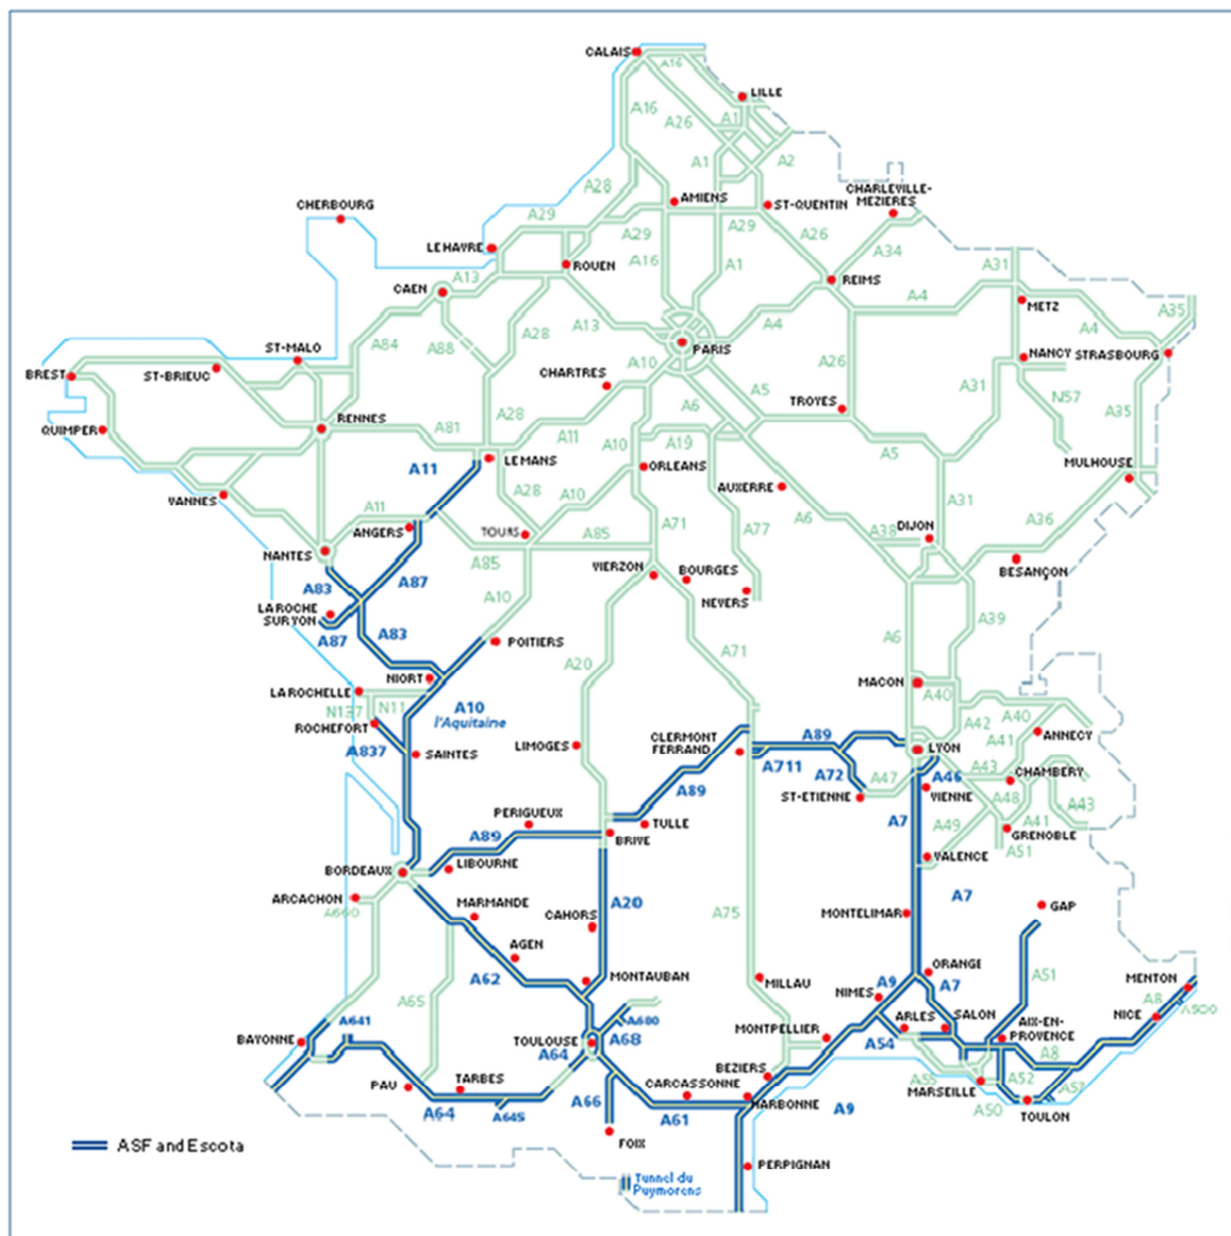 CALAIS
A16
LILLE
A16
A26
A1
A1
A2
A28
AMIENS
ST-QUENTIN
CHARLEVILLE-
MEZIERES
CHERBOURG
A29
A29
A29
A26
A34
LE HAVRE
ROUEN
A16
A1
REIMS
A31
A13
CAEN
METZ
A35
A4
A4
A4
A84
A88
A28
A13
PARIS
ST-MALO
A10
NANCY
STRASBOURG
BREST
ST-BRIEUC
CHARTRES
A26
A5
A31
N57
A6
TROYES
A35
QUIMPER
RENNES
A81
A28
A11
A10
A19
A5
A11
LE MANS
ORLEANS
MULHOUSE
VANNES
A28
A10
AUXERRE
A31
A11
ANGERS
TOURS
A71
A77
A6
A38
DIJON
A36
NANTES
A85
A85
VIERZON
BOURGES
BESANÇON
A83
A87
NEVERS
A10
LA ROCHE
SUR YON
A39
A87
A83
POITIERS
A20
A71
A6
NIORT
MACON
LA ROCHELLE
A40
N137
N11
A10
l'Aquitaine
A42
A40
ROCHEFORT
A41
ANNECY
A837
SAINTES
LIMOGES
CLERMONT
FERRAND
A89
LYON
A711
A72
A47
A46
A43
CHAMBERY
ST-ETIENNE
VIENNE
A89
A48
A43
PERIGUEUX
TULLE
A7
A49
A41
GRENOBLE
A89
BRIVE
A51
BORDEAUX
LIBOURNE
VALENCE
ARCACHON
A660
MARMANDE
CAHORS
A20
A75
MONTELIMAR
A7
GAP
AGEN
A62
MONTAUBAN
MILLAU
ORANGE
A51
MENTON
A65
NIMES
A9
A7
A8
A500
A641
A680
ARLES
SALON
NICE
BAYONNE
TOULOUSE
A68
MONTPELLIER
A54
AIX-EN-
PROVENCE
A64
A8
PAU
TARBES
CARCASSONNE
BEZIERS
A55
MARSEILLE
A52
A57
A64
A645
A66
A61
NARBONNE
A9
A50
TOULON
FOIX
ASF and Escota
PERPIGNAN
Tunnel du
Puymorens